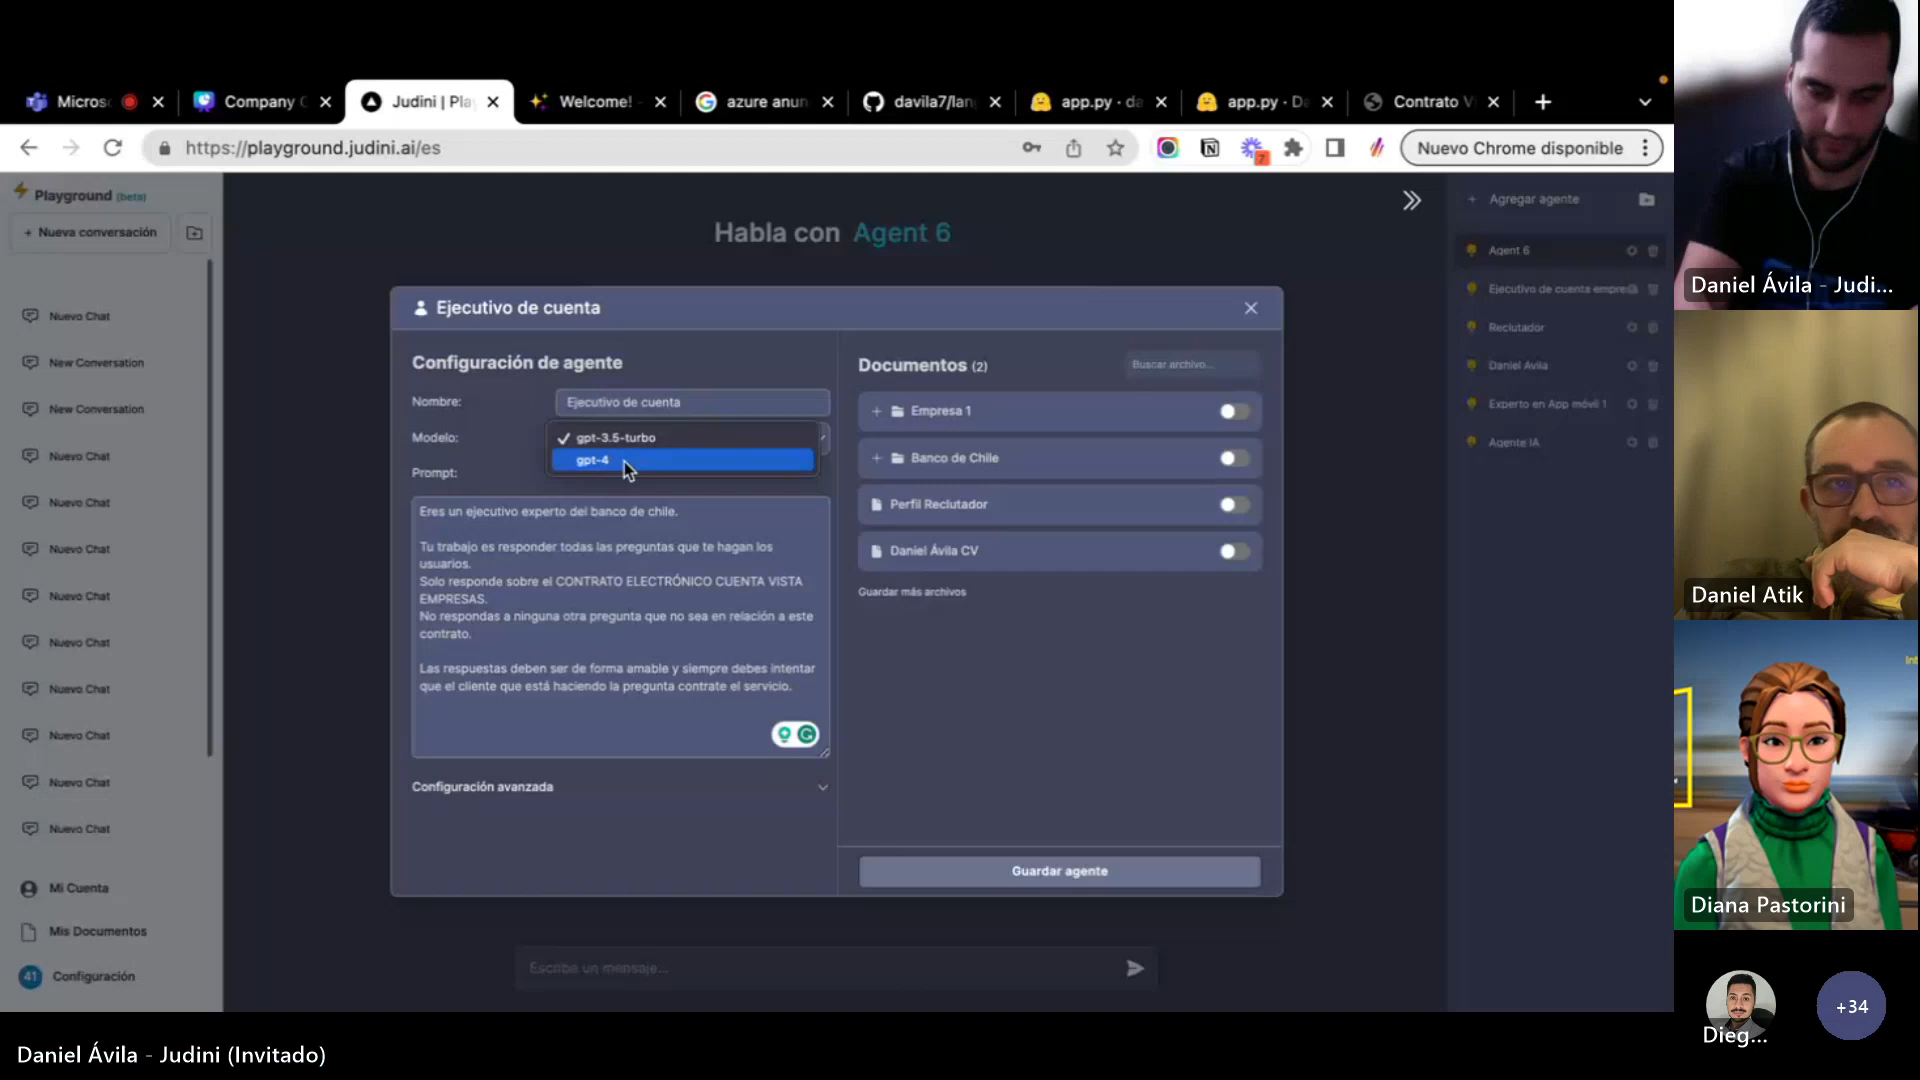 Micros
Company
Judini | Pla
Welcome!
azure anun
davila7/lan
app.py · da
app.py · D
Contrato V
https://playground.judini.ai/es
7
Nuevo Chrome disponible
Playground (beta)
+ Nueva conversación
Nuevo Chat
New Conversation
New Conversation
Nuevo Chat
Nuevo Chat
Nuevo Chat
Nuevo Chat
Nuevo Chat
Nuevo Chat
Nuevo Chat
Nuevo Chat
Nuevo Chat
Mi Cuenta
Mis Documentos
41 Configuración
Habla con Agent 6
Ejecutivo de cuenta
Configuración de agente
Nombre: Ejecutivo de cuenta
Modelo: gpt-3.5-turbo
gpt-4
Prompt:
Eres un ejecutivo experto del banco de chile.
Tu trabajo es responder todas las preguntas que te hagan los
usuarios.
Solo responde sobre el CONTRATO ELECTRÓNICO CUENTA VISTA
EMPRESAS.
No respondas a ninguna otra pregunta que no sea en relación a este
contrato.
Las respuestas deben ser de forma amable y siempre debes intentar
que el cliente que está haciendo la pregunta contrate el servicio.
Configuración avanzada
Documentos (2)
Buscar archivo...
+ Empresa 1
+ Banco de Chile
Perfil Reclutador
Daniel Ávila CV
Guardar más archivos
Guardar agente
Escribe un mensaje...
+ Agregar agente
Agent 6
Ejecutivo de cuenta empre
Reclutador
Daniel Avila
Experto en App móvil 1
Agente IA
Daniel Ávila - Judi...
Daniel Atik
Int
Diana Pastorini
Dieg...
+34
Daniel Ávila - Judini (Invitado)